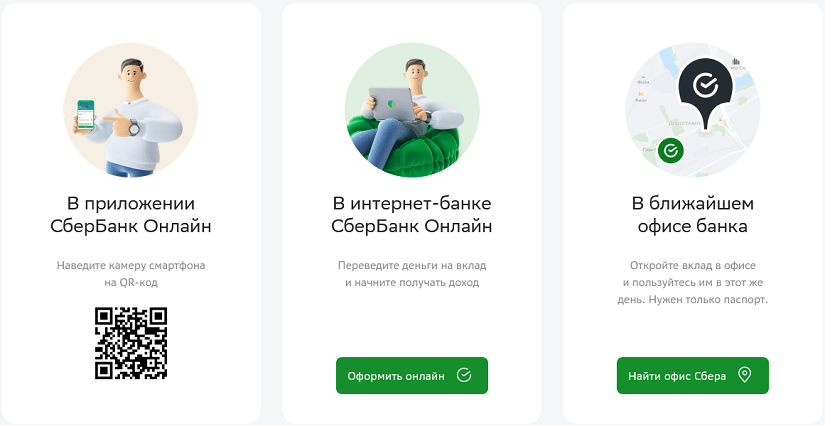 В приложении
СберБанк Онлайн
Наведите камеру смартфона
на QR-код
В интернет-банке
СберБанк Онлайн
Переведите деньги на вклад
и начните получать доход
Оформить онлайн
В ближайшем
офисе банка
Откройте вклад в офисе
и пользуйтесь им в этот же
день. Нужен только паспорт.
Найти офис Сбера